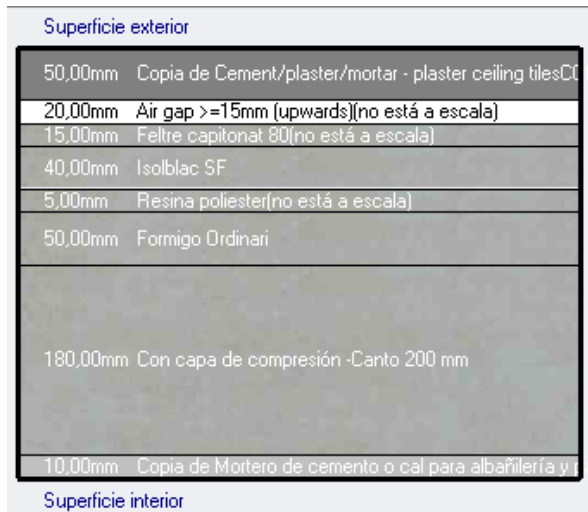 Superficie exterior
50,00mm Copia de Cement/plaster/mortar - plaster ceiling tilesCO
20,00mm Air gap >=15mm (upwards)(no está a escala)
15,00mm Feltre capitonat 80(no está a escala)
40,00mm Isolblac SF
5,00mm Resina poliester(no está a escala)
50,00mm Formigo Ordinari
180,00mm Con capa de compresión -Canto 200 mm
10,00mm Copia de Mortero de cemento o cal para albañilería y
Superficie interior